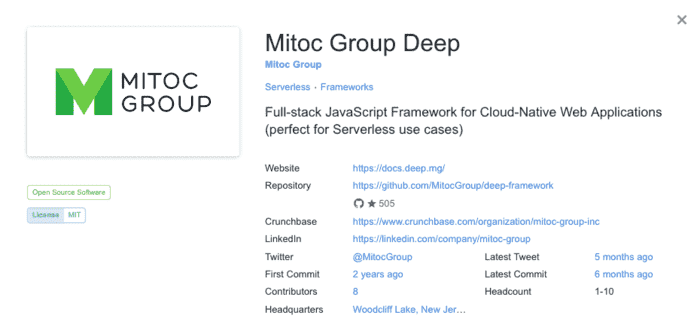 ×
MITOC
GROUP
Mitoc Group Deep
Mitoc Group
Serverless · Frameworks
Full-stack JavaScript Framework for Cloud-Native Web Applications
(perfect for Serverless use cases)
Open Source Software
License MIT
Website https://docs.deep.mg/
Repository https://github.com/MitocGroup/deep-framework
★ 505
Crunchbase https://www.crunchbase.com/organization/mitoc-group-inc
LinkedIn https://linkedin.com/company/mitoc-group
Twitter @MitocGroup Latest Tweet 5 months ago
First Commit 2 years ago Latest Commit 6 months ago
Contributors 8 Headcount 1-10
Headquarters Woodcliff Lake, New Jer...